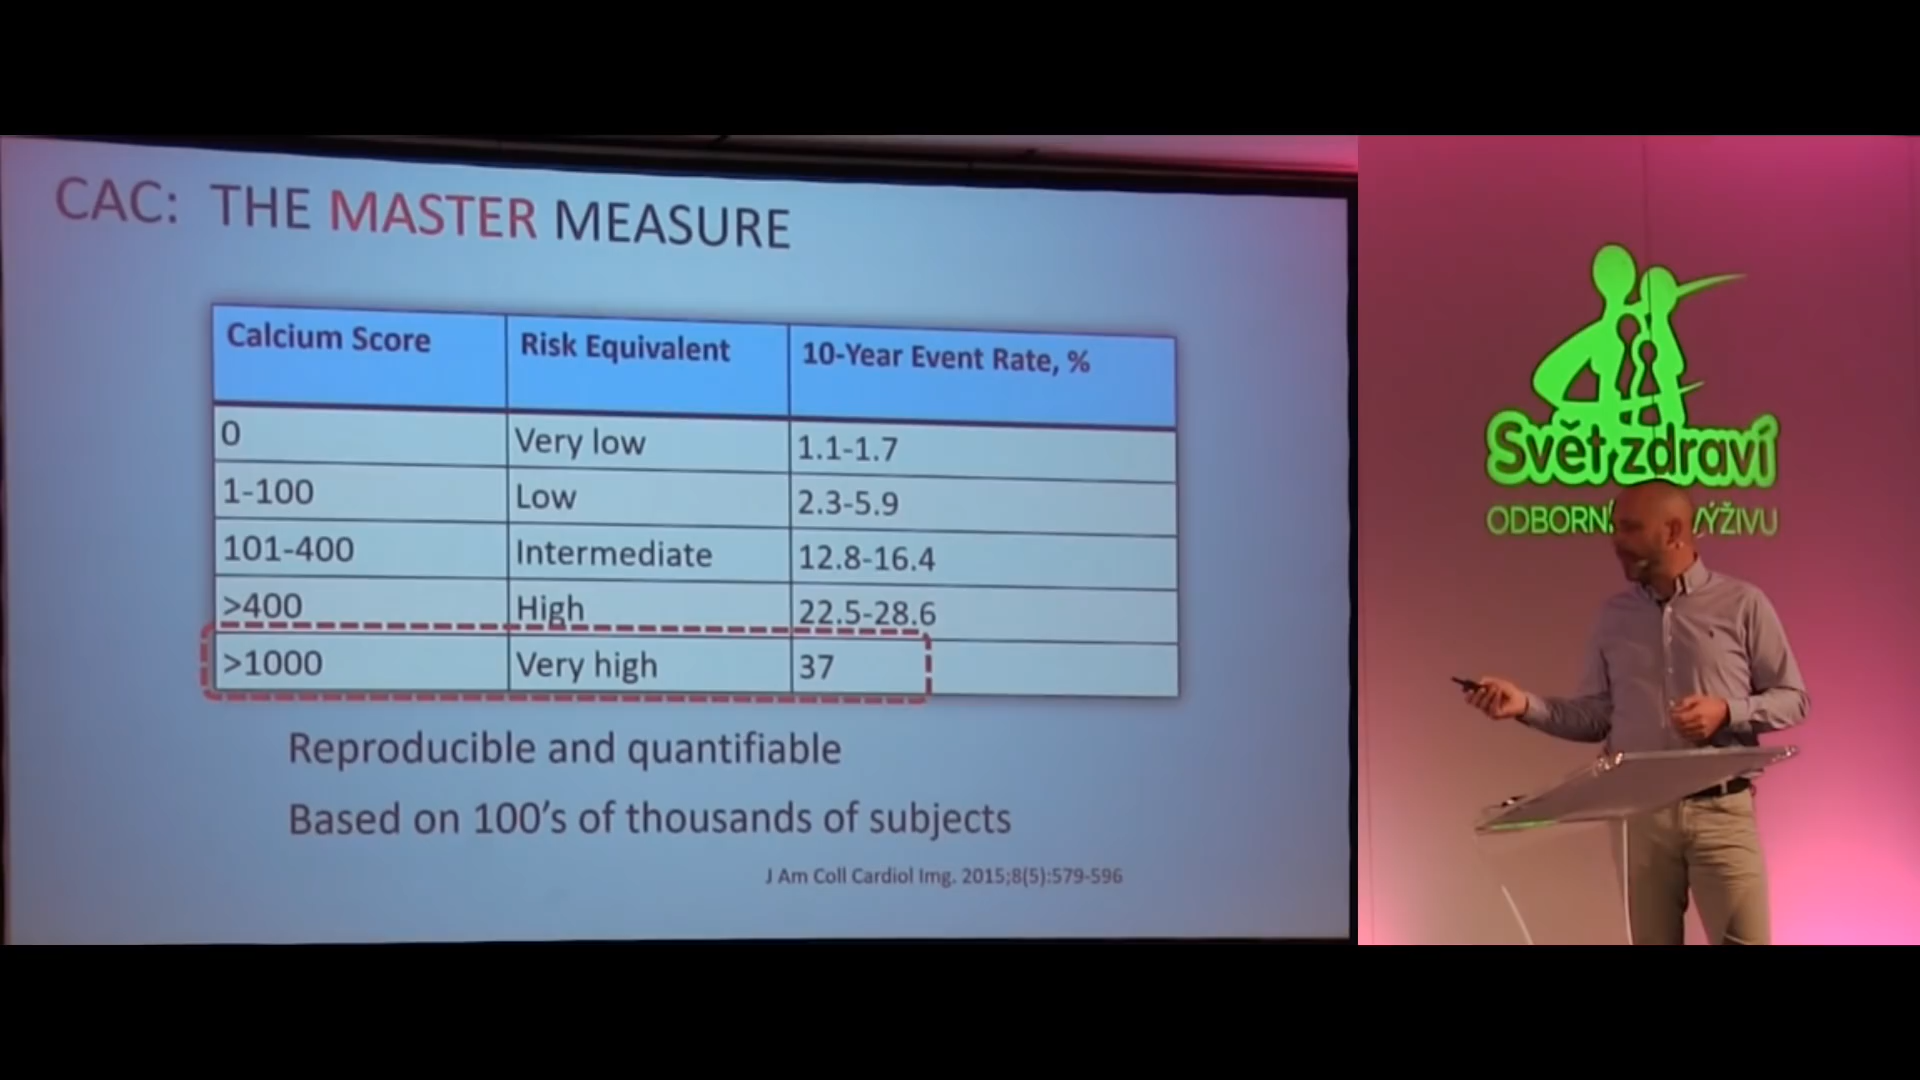 CAC: THE MASTER MEASURE
Calcium Score Risk Equivalent 10-Year Event Rate, %
0 Very low 1.1-1.7
1-100 Low 2.3-5.9
101-400 Intermediate 12.8-16.4
>400 High 22.5-28.6
>1000 Very high 37
Reproducible and quantifiable
Based on 100’s of thousands of subjects
J Am Coll Cardiol Img. 2015;8(5):579-596
Svět zdraví